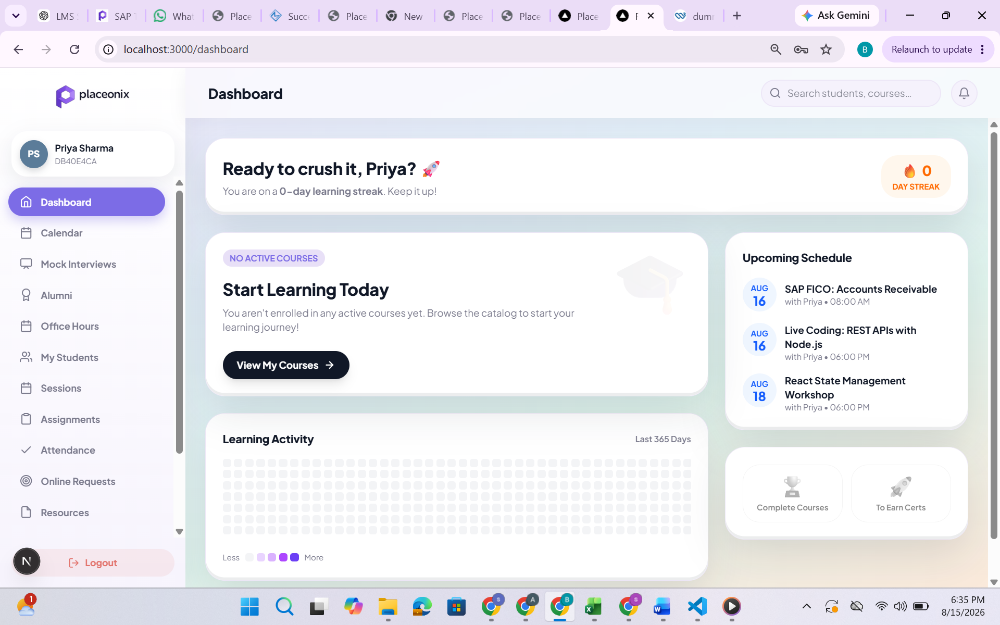 LMS
SAP
What
Place
Succ
Place
New
Place
Place
Place
dum
Ask Gemini
localhost:3000/dashboard
B
Relaunch to update
placeonix
Dashboard
Search students, courses...
PS
Priya Sharma
DB40E4CA
Dashboard
Calendar
Mock Interviews
Alumni
Office Hours
My Students
Sessions
Assignments
Attendance
Online Requests
Resources
N
Logout
Ready to crush it, Priya? 🚀
You are on a 0-day learning streak. Keep it up!
🔥 0
DAY STREAK
NO ACTIVE COURSES
Start Learning Today
You aren't enrolled in any active courses yet. Browse the catalog to start your
learning journey!
View My Courses →
Upcoming Schedule
AUG
16
SAP FICO: Accounts Receivable
with Priya • 08:00 AM
AUG
16
Live Coding: REST APIs with
Node.js
with Priya • 06:00 PM
AUG
18
React State Management
Workshop
with Priya • 06:00 PM
Learning Activity
Last 365 Days
Less
More
Complete Courses
To Earn Certs
1
S
A
B
S
6:35 PM
8/15/2026